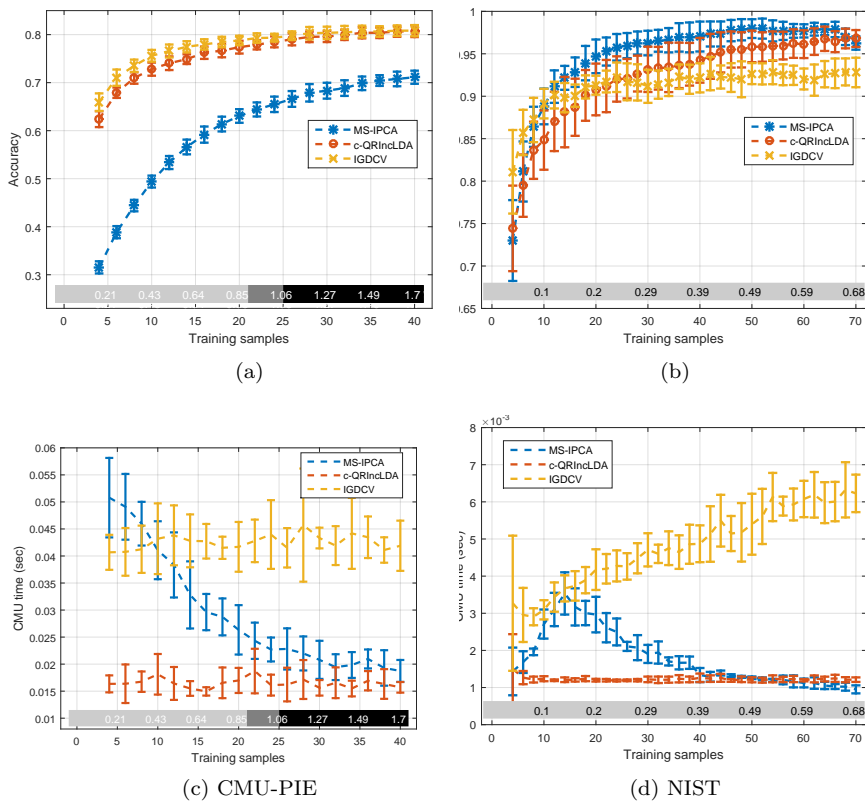 0.8
0.7
0.6
0.5
0.4
0.3
Accuracy
MS-IPCA
c-QRIncLDA
IGDCV
0.21 0.43 0.64 0.85 1.06 1.27 1.49 1.7
0 5 10 15 20 25 30 35 40
Training samples
(a)
1
0.95
0.9
0.85
0.8
0.75
0.7
0.65
MS-IPCA
c-QRIncLDA
IGDCV
0.1 0.2 0.29 0.39 0.49 0.59 0.68
0 10 20 30 40 50 60 70
Training samples
(b)
0.06
0.055
0.05
0.045
0.04
0.035
0.03
0.025
0.02
0.015
0.01
CMU time (sec)
MS-IPCA
c-QRIncLDA
IGDCV
0.21 0.43 0.64 0.85 1.06 1.27 1.49 1.7
0 5 10 15 20 25 30 35 40
Training samples
(c) CMU-PIE
×10⁻³
8
7
6
5
4
3
2
1
0
CMU time (sec)
MS-IPCA
c-QRIncLDA
IGDCV
0.1 0.2 0.29 0.39 0.49 0.59 0.68
0 10 20 30 40 50 60 70
Training samples
(d) NIST